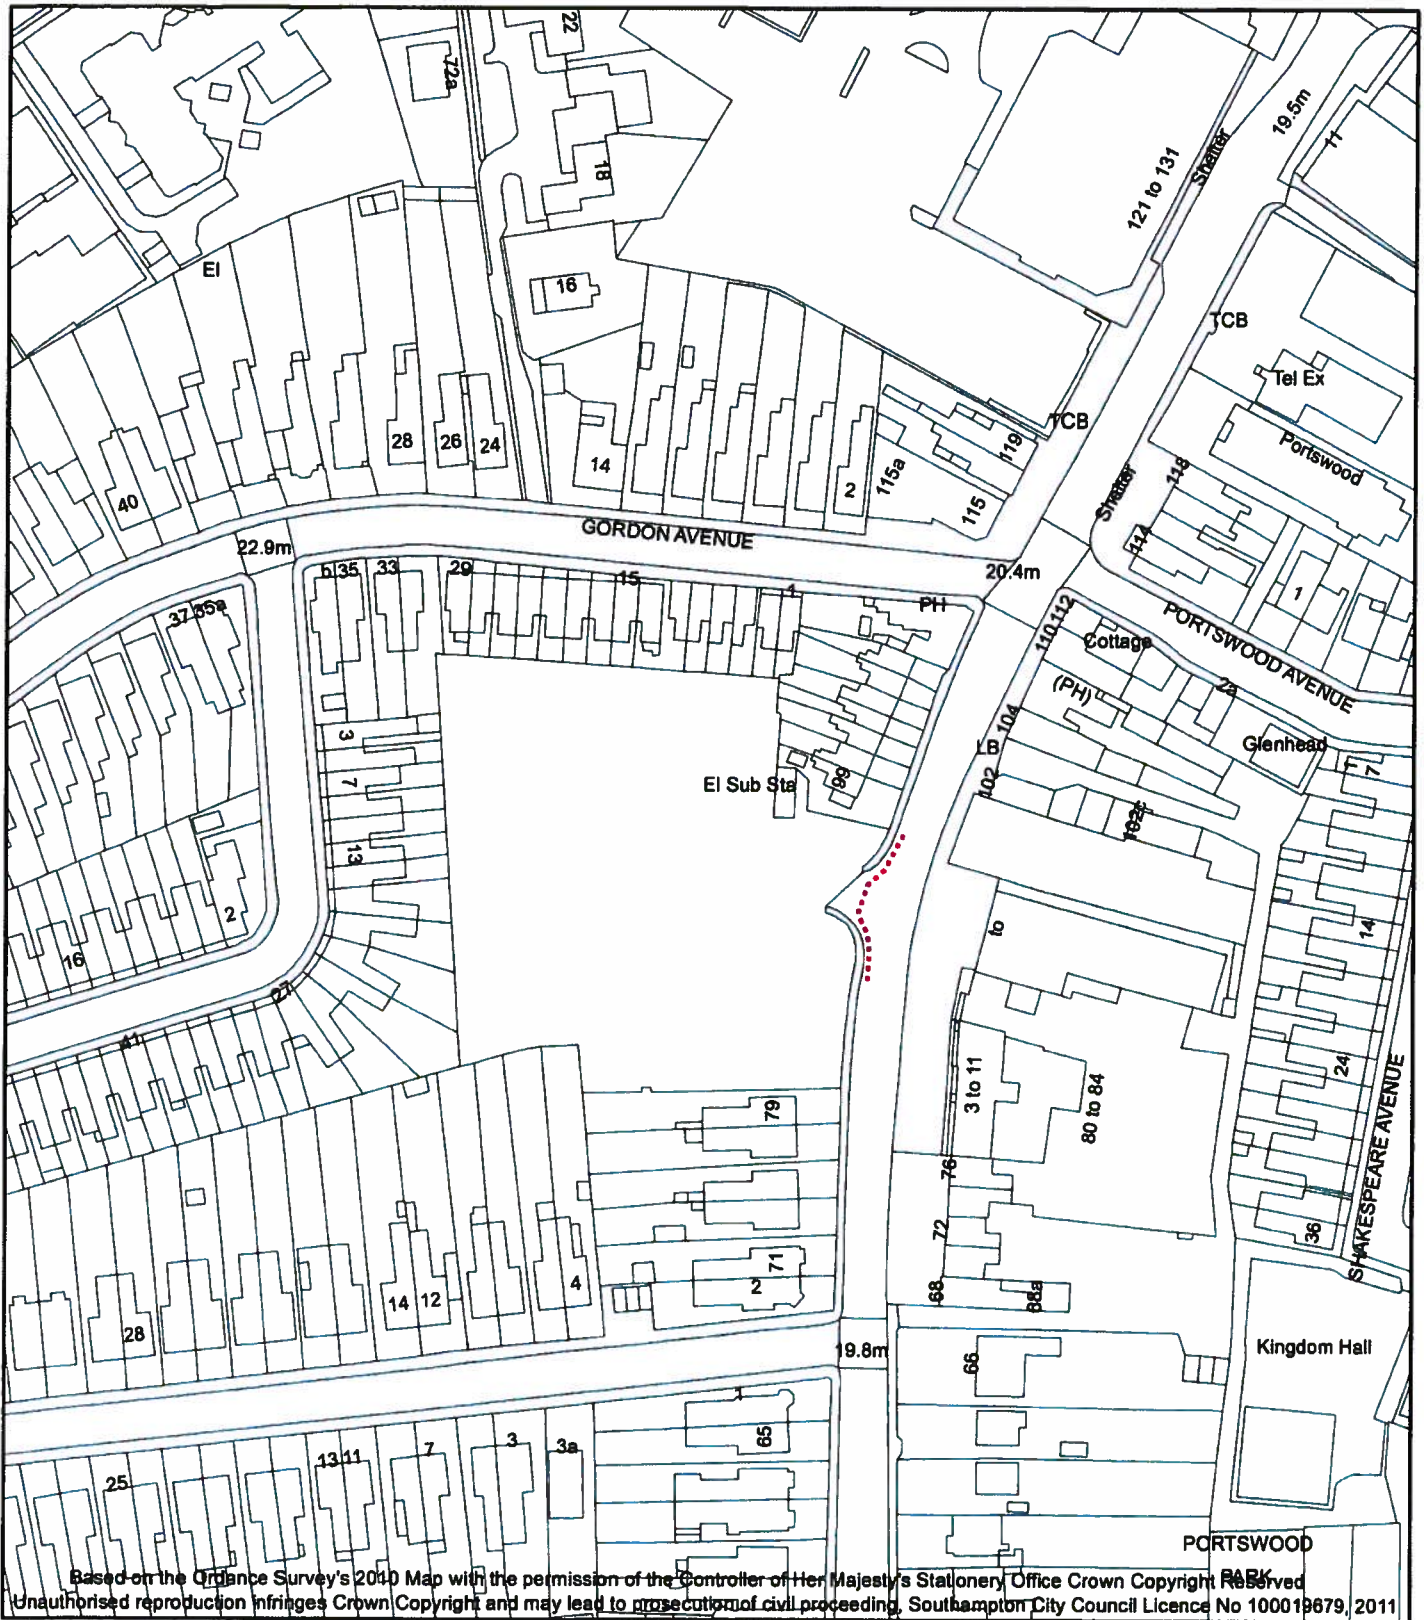 22
72a
19.5m
11
Shelter
121 to 131
18
El
16
TCB
Tel Ex
TCB
28
26
24
14
119
Portswood
2
115a
118
Shelter
40
115
114
GORDON AVENUE
22.9m
20.4m
b
35
33
29
15
1
PH
1
37
35a
112
110
PORTSWOOD AVENUE
Cottage
(PH)
2a
104
3
LB
Glenhead
1
7
7
El Sub Sta
99
102
102c
13
2
to
14
16
27
41
24
3 to 11
80 to 84
79
SHAKESPEARE AVENUE
76
72
36
71
4
2
68
68a
14
12
28
19.8m
66
Kingdom Hall
1
65
3
3a
7
13
11
25
PORTSWOOD
PARK
Based on the Ordance Survey's 2010 Map with the permission of the Controller of Her Majesty's Stationery Office Crown Copyright Reserved
Unauthorised reproduction infringes Crown Copyright and may lead to prosecution of civil proceeding, Southampton City Council Licence No 100019679, 2011